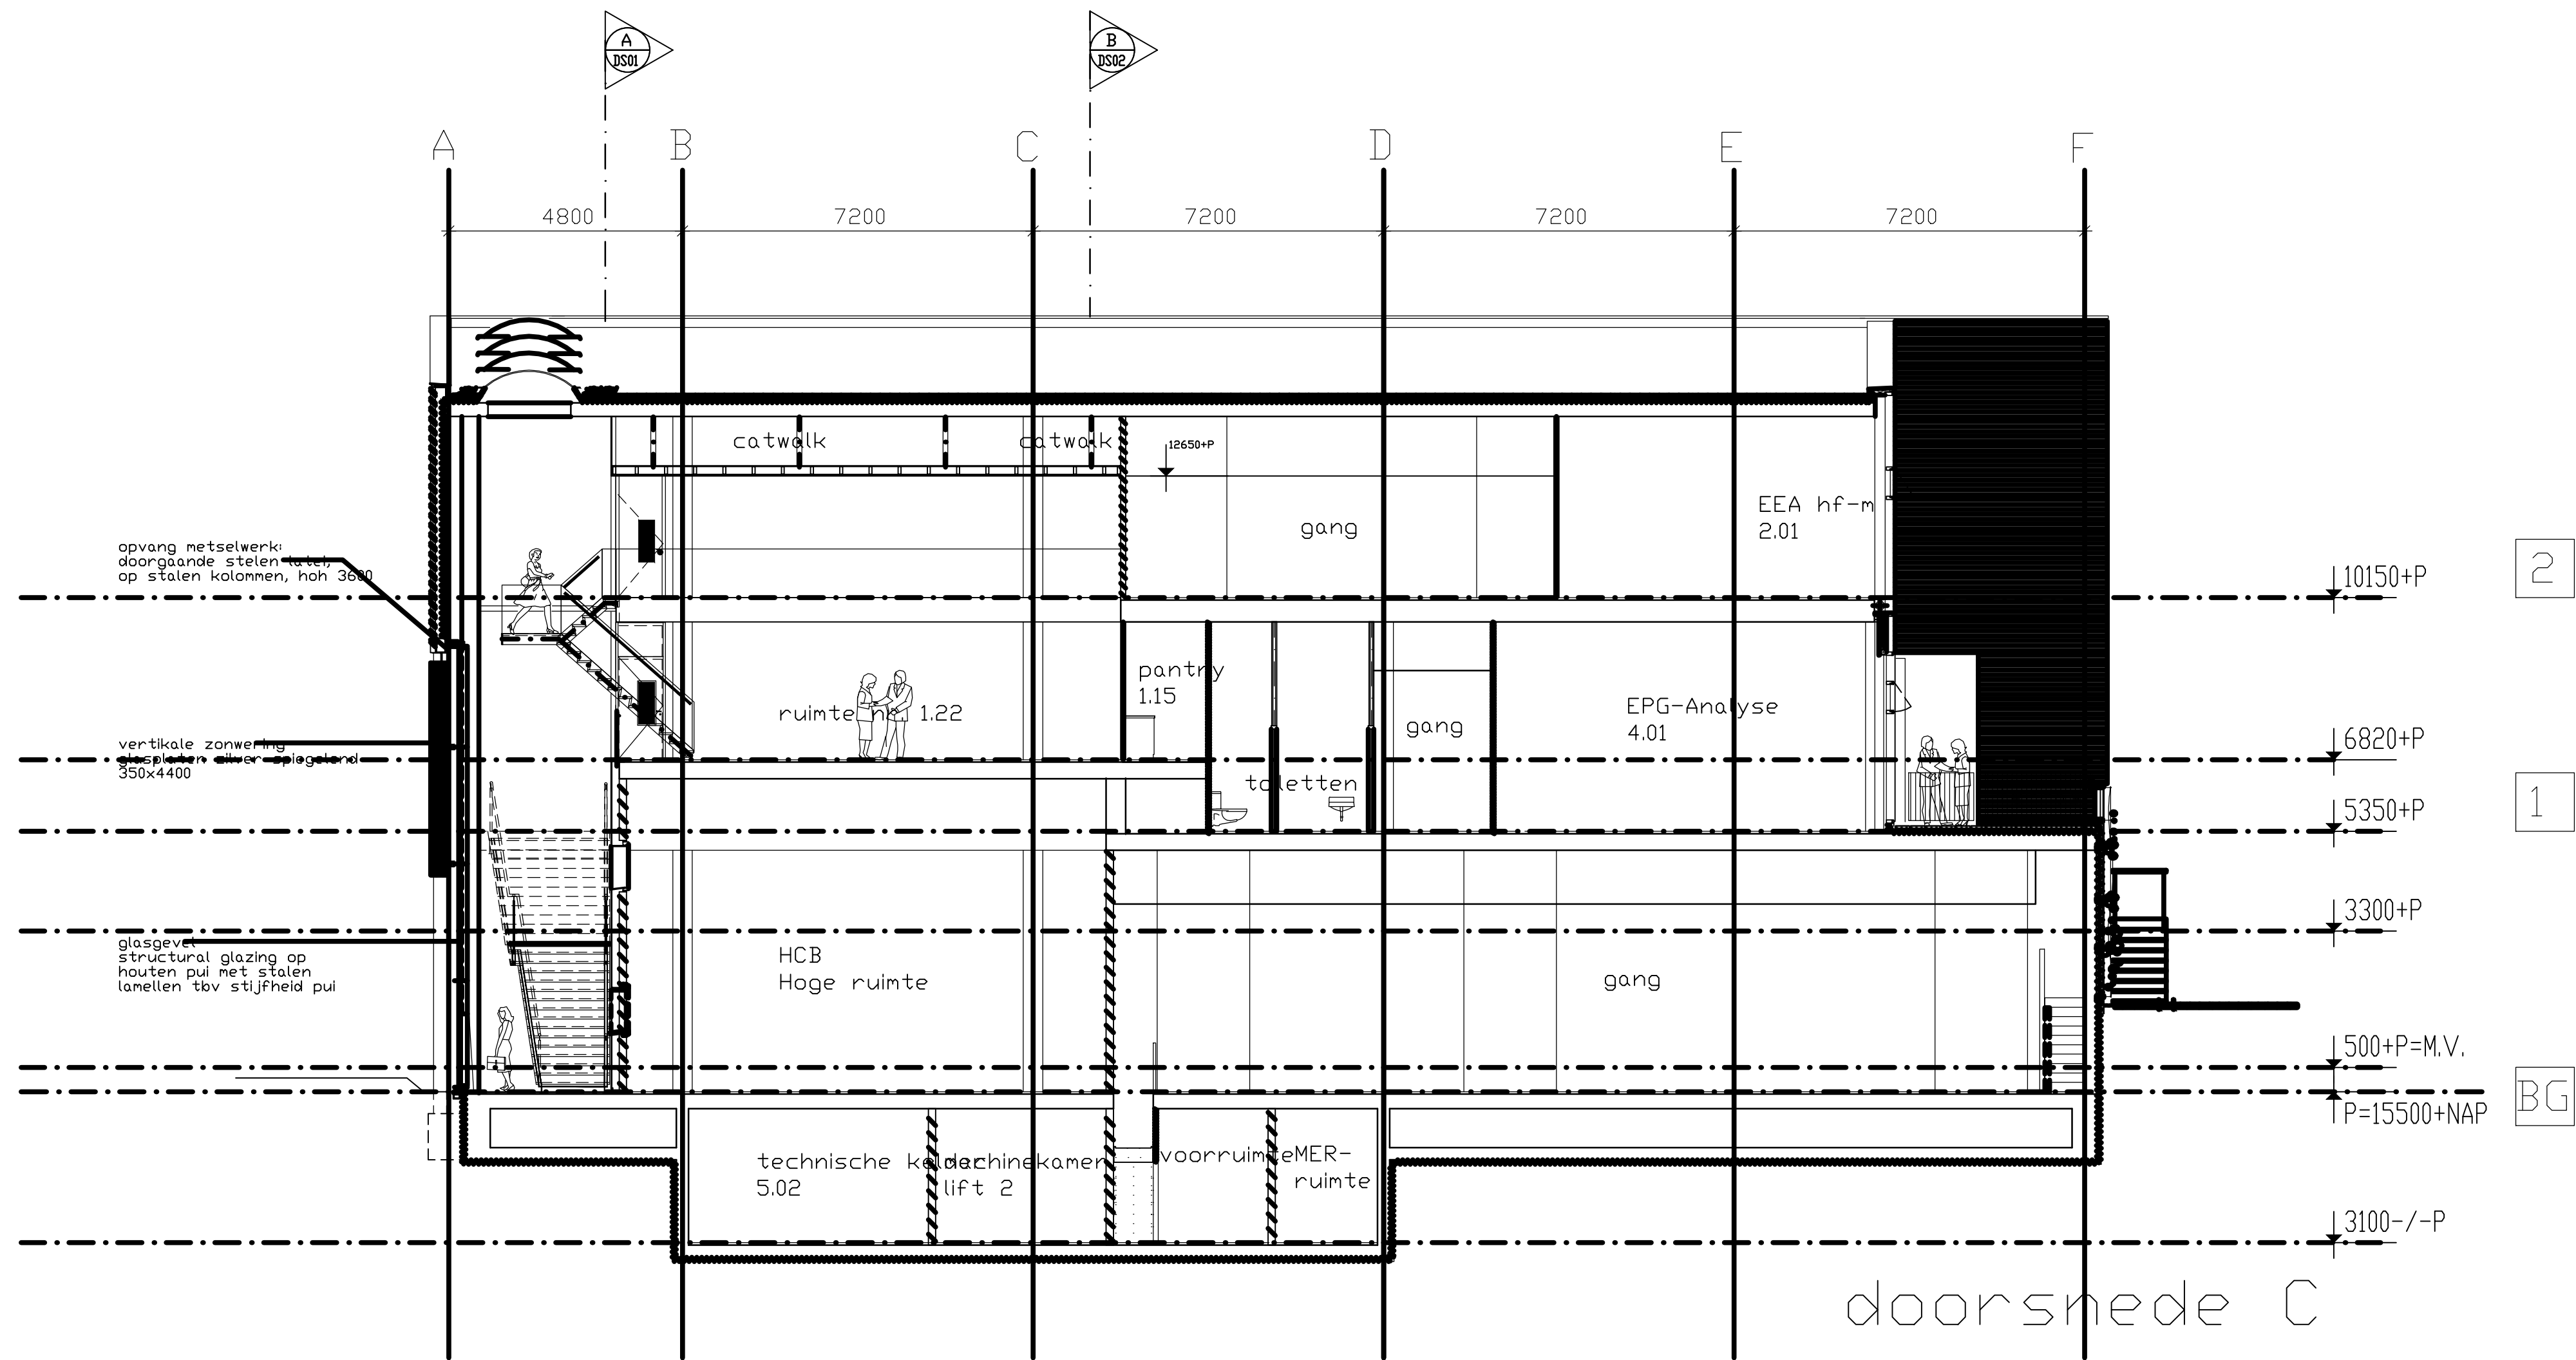 A
DS01
B
DS02
A
B
C
D
E
F
4800
7200
7200
7200
7200
catwalk
catwalk
12650+P
EEA hf-m
2.01
gang
opvang metselwerk:
doorgaande stelen latei,
op stalen kolommen, hoh 3600
10150+P
2
pantry
1.15
ruimte 1.22
EPG-Analyse
4.01
gang
vertikale zonwering
glasplaten zilver spiegelend
350x4400
6820+P
toiletten
1
5350+P
3300+P
glasgevel
structural glazing op
houten pui met stalen
lamellen tbv stijfheid pui
HCB
Hoge ruimte
gang
500+P=M.V.
BG
P=15500+NAP
technische kelder
5.02
machinekamer
lift 2
voorruimte
MER-
ruimte
3100-/-P
doorsnede C